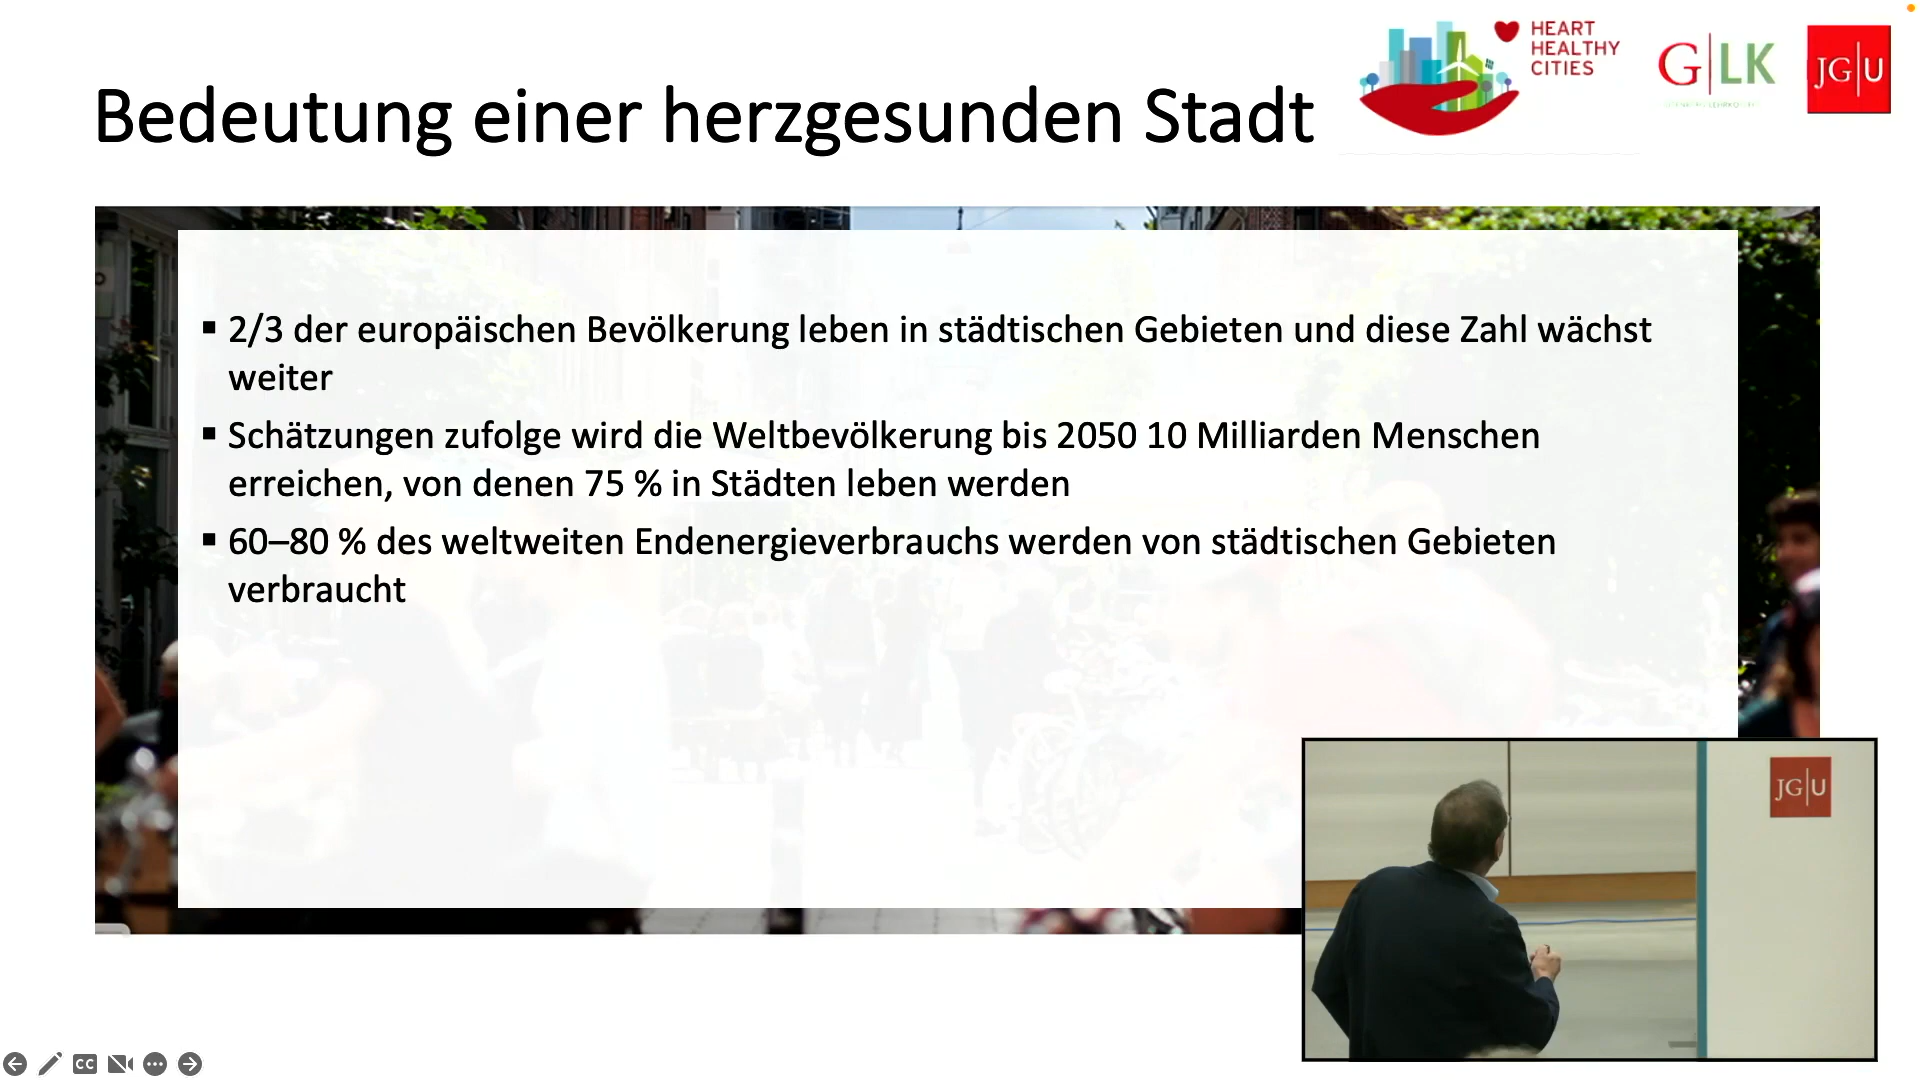 HEART
HEALTHY
CITIES
G|LK
JG|U
Bedeutung einer herzgesunden Stadt
▪ 2/3 der europäischen Bevölkerung leben in städtischen Gebieten und diese Zahl wächst
weiter
▪ Schätzungen zufolge wird die Weltbevölkerung bis 2050 10 Milliarden Menschen
erreichen, von denen 75 % in Städten leben werden
▪ 60–80 % des weltweiten Endenergieverbrauchs werden von städtischen Gebieten
verbraucht
JG|U
CC